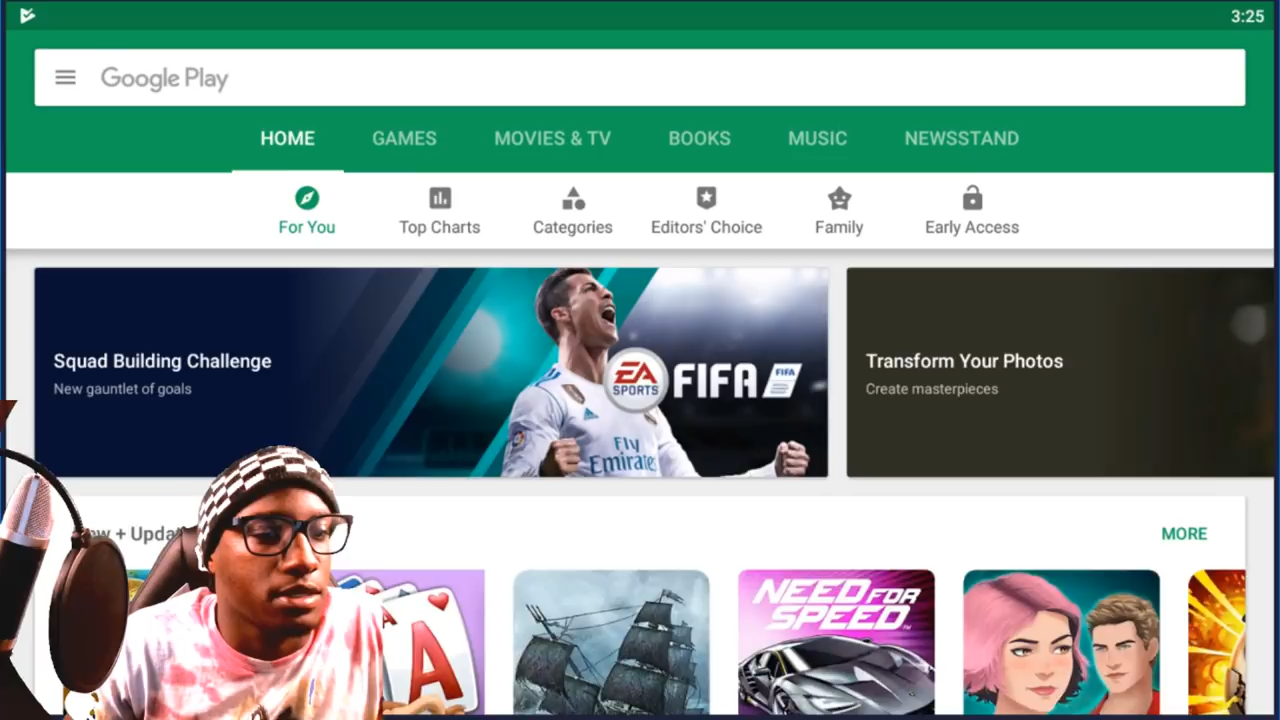 3:25
Google Play
HOME GAMES MOVIES & TV BOOKS MUSIC NEWSSTAND
For You Top Charts Categories Editors' Choice Family Early Access
Squad Building Challenge
New gauntlet of goals
EA
SPORTS
FIFA
FIFA
Fly
Emirates
Transform Your Photos
Create masterpieces
+ MORE
A
NEED FOR
SPEED